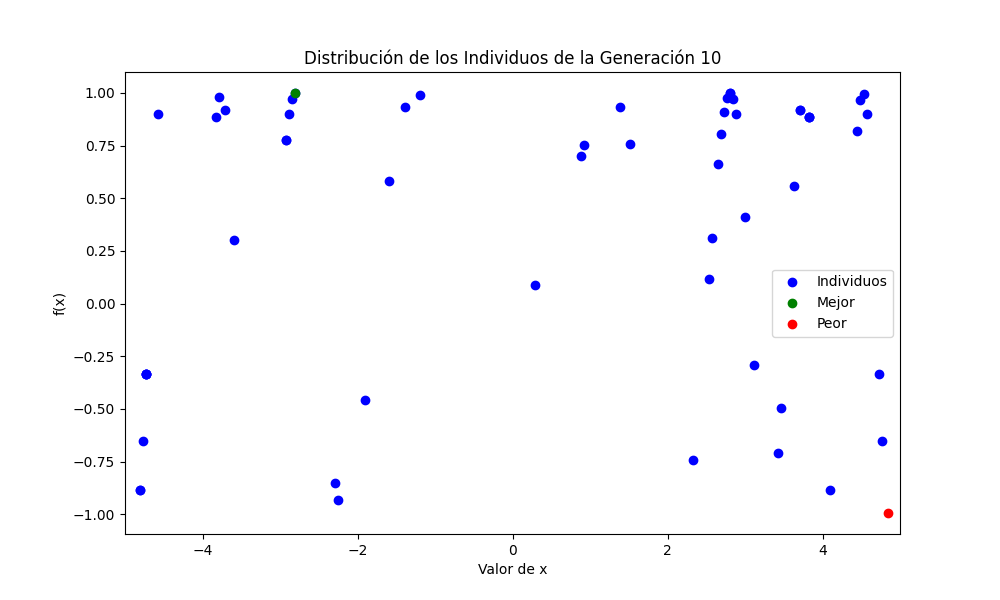 Distribución de los Individuos de la Generación 10
1.00
0.75
0.50
0.25
0.00
−0.25
−0.50
−0.75
−1.00
f(x)
Individuos
Mejor
Peor
−4
−2
0
2
4
Valor de x